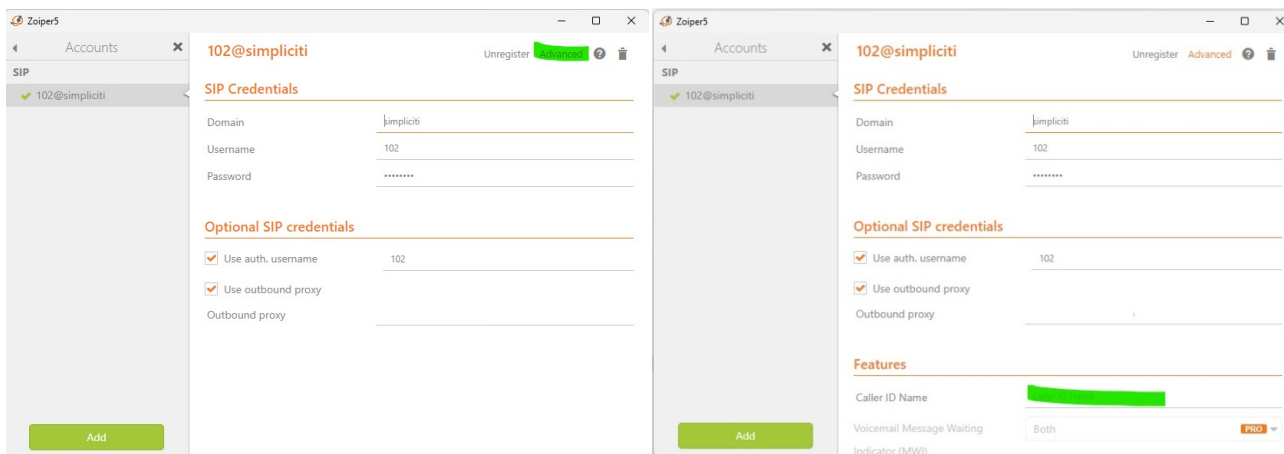 Zoiper5
Accounts
102@simpliciti
Unregister Advanced
SIP
102@simpliciti
SIP Credentials
Domain simpliciti
Username 102
Password ••••••••
Optional SIP credentials
Use auth. username 102
Use outbound proxy
Outbound proxy
Add
Zoiper5
Accounts
102@simpliciti
Unregister Advanced
SIP
102@simpliciti
SIP Credentials
Domain simpliciti
Username 102
Password ••••••••
Optional SIP credentials
Use auth. username 102
Use outbound proxy
Outbound proxy
Features
Caller ID Name Caller ID Name
Voicemail Message Waiting Both PRO
Indicator (MWI)
Add